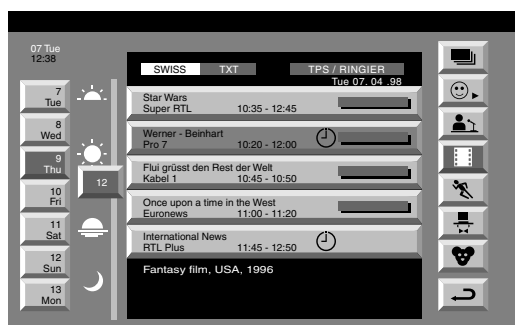 07 Tue
12:38
SWISS TXT TPS / RINGIER
Tue 07. 04 .98
7
Tue
8
Wed
9
Thu
10
Fri
11
Sat
12
Sun
13
Mon
12
Star Wars
Super RTL 10:35 - 12:45
Werner - Beinhart
Pro 7 10:20 - 12:00
Flui grüsst den Rest der Welt
Kabel 1 10:45 - 10:50
Once upon a time in the West
Euronews 11:00 - 11:20
International News
RTL Plus 11:45 - 12:50
Fantasy film, USA, 1996